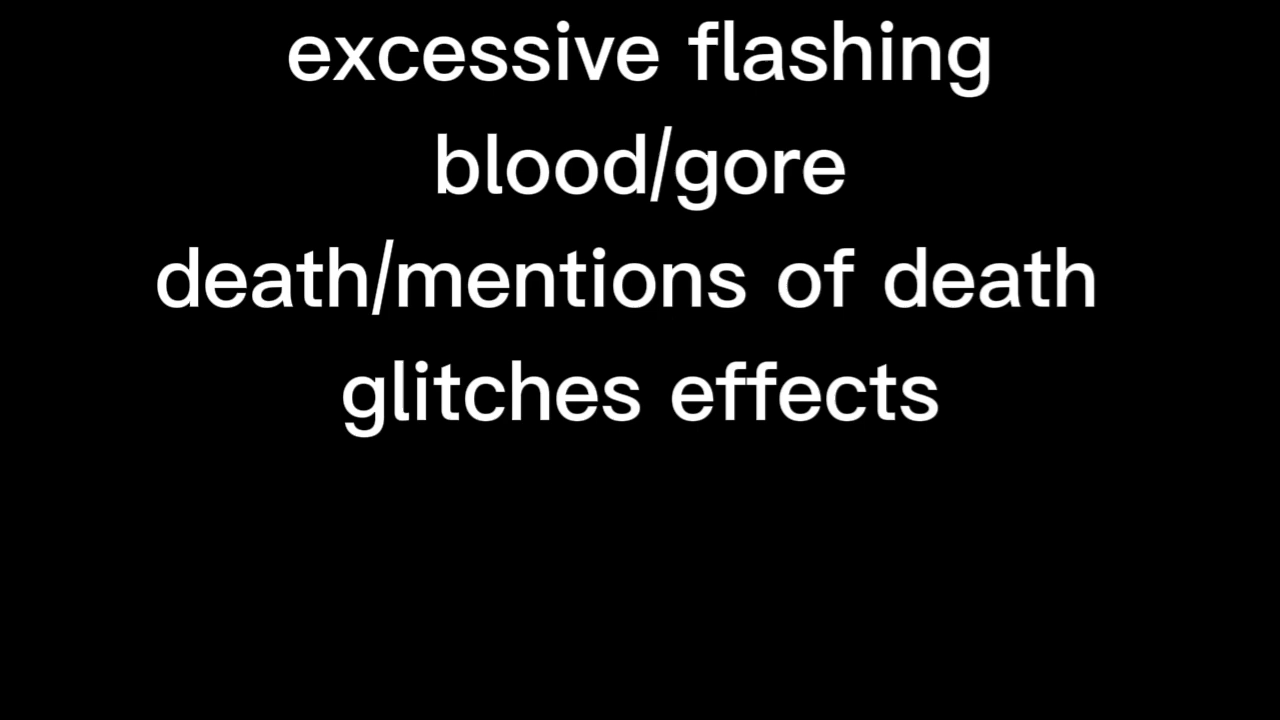 excessive flashing
blood/gore
death/mentions of death
glitches effects